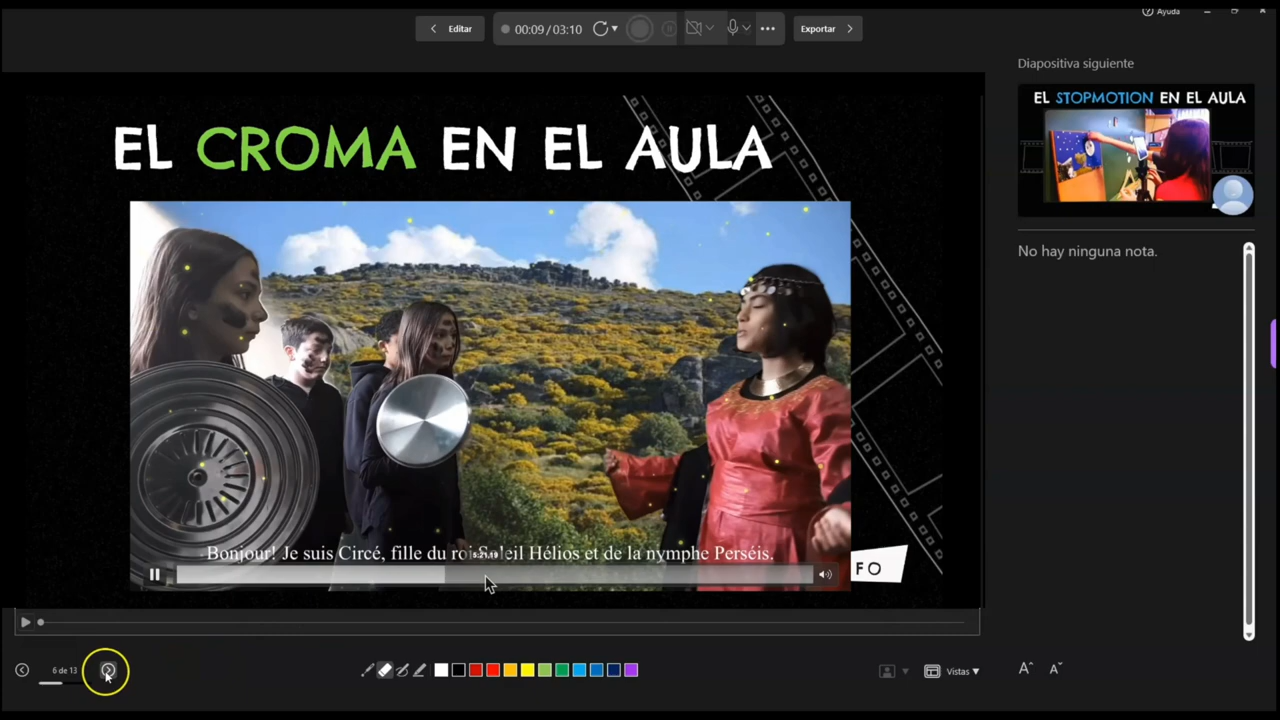 Ayuda
Editar
00:09 / 03:10
Exportar
Diapositiva siguiente
EL CROMA EN EL AULA
EL STOPMOTION EN EL AULA
No hay ninguna nota.
Bonjour! Je suis Circé, fille du roi Soleil Hélios et de la nymphe Perséis.
FO
6 de 13
Vistas
A
A